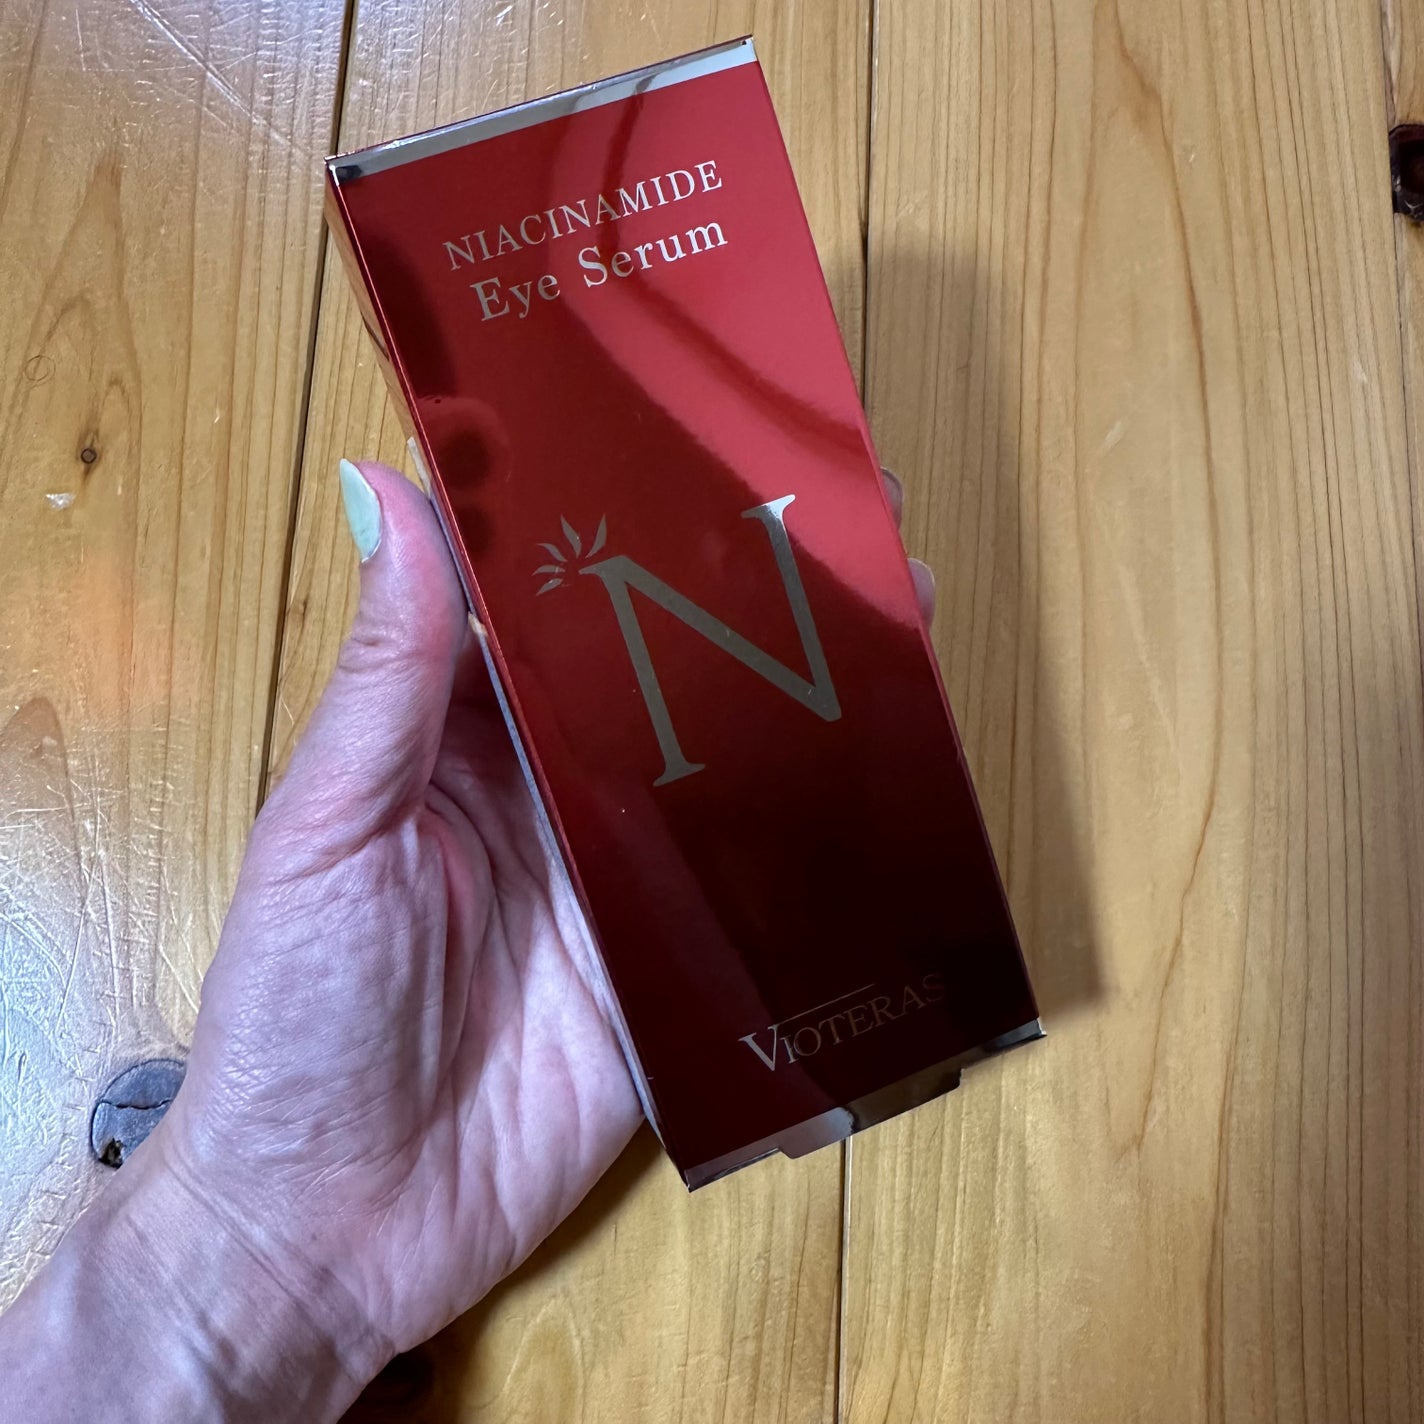 NIACINAMIDE
Eye Serum
N
VIOTERAS